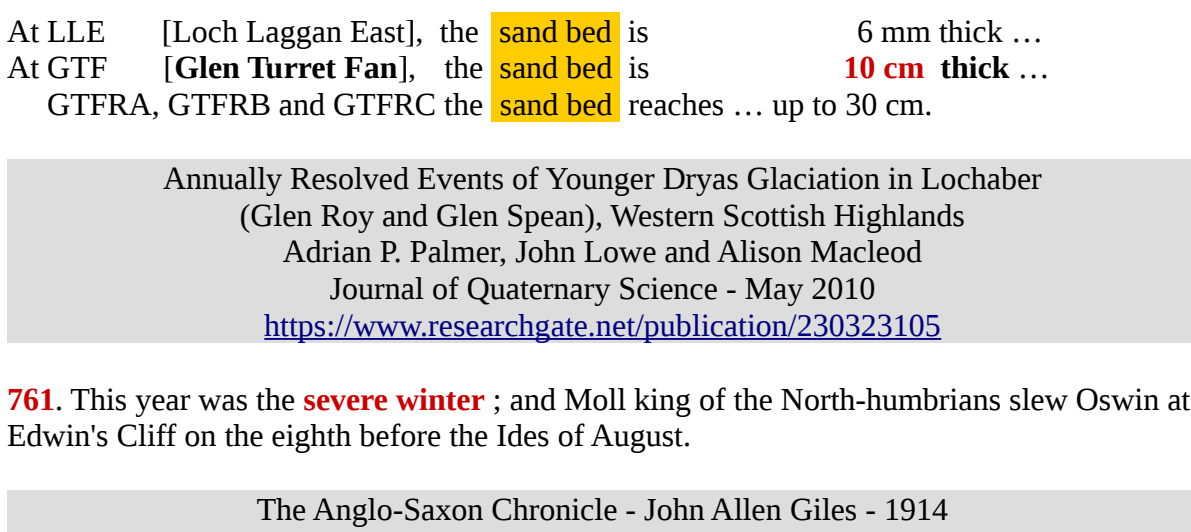 At LLE [Loch Laggan East], the sand bed is 6 mm thick …
At GTF [Glen Turret Fan], the sand bed is 10 cm thick …
GTFRA, GTFRB and GTFRC the sand bed reaches … up to 30 cm.
Annually Resolved Events of Younger Dryas Glaciation in Lochaber
(Glen Roy and Glen Spean), Western Scottish Highlands
Adrian P. Palmer, John Lowe and Alison Macleod
Journal of Quaternary Science - May 2010
https://www.researchgate.net/publication/230323105
761. This year was the severe winter ; and Moll king of the North-humbrians slew Oswin at
Edwin's Cliff on the eighth before the Ides of August.
The Anglo-Saxon Chronicle - John Allen Giles - 1914